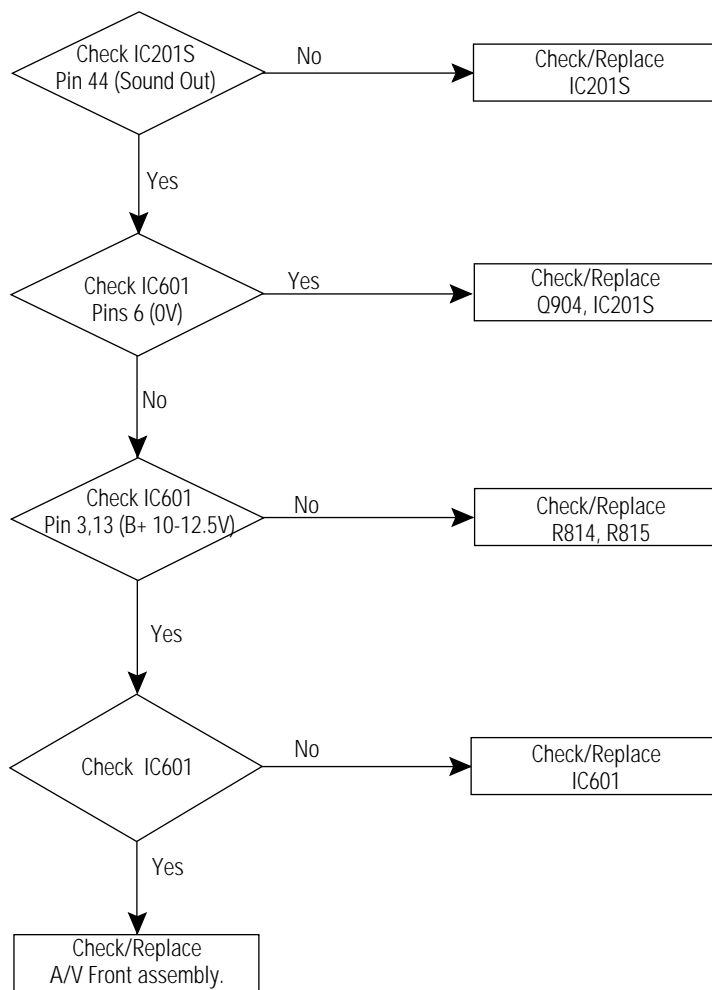 Check IC201S
Pin 44 (Sound Out)
No
Check/Replace
IC201S
Yes
Check IC601
Pins 6 (0V)
Yes
Check/Replace
Q904, IC201S
No
Check IC601
Pin 3,13 (B+ 10-12.5V)
No
Check/Replace
R814, R815
Yes
Check IC601
No
Check/Replace
IC601
Yes
Check/Replace
A/V Front assembly.